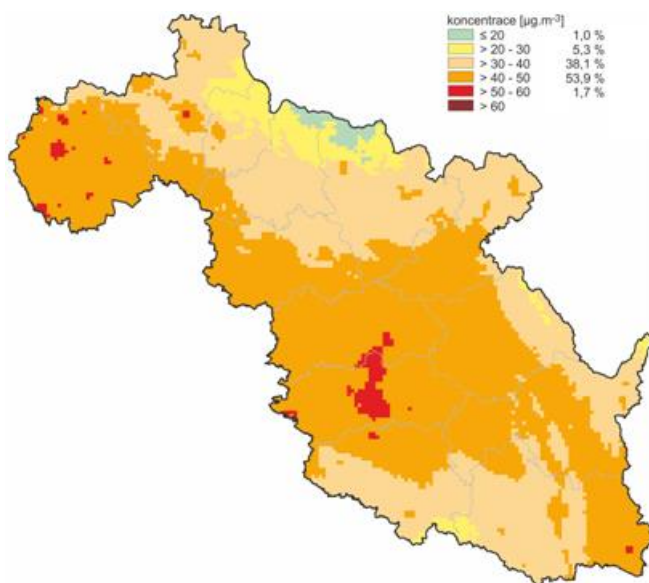 koncentrace [µg.m-³]
≤ 20 1,0 %
> 20 - 30 5,3 %
> 30 - 40 38,1 %
> 40 - 50 53,9 %
> 50 - 60 1,7 %
> 60